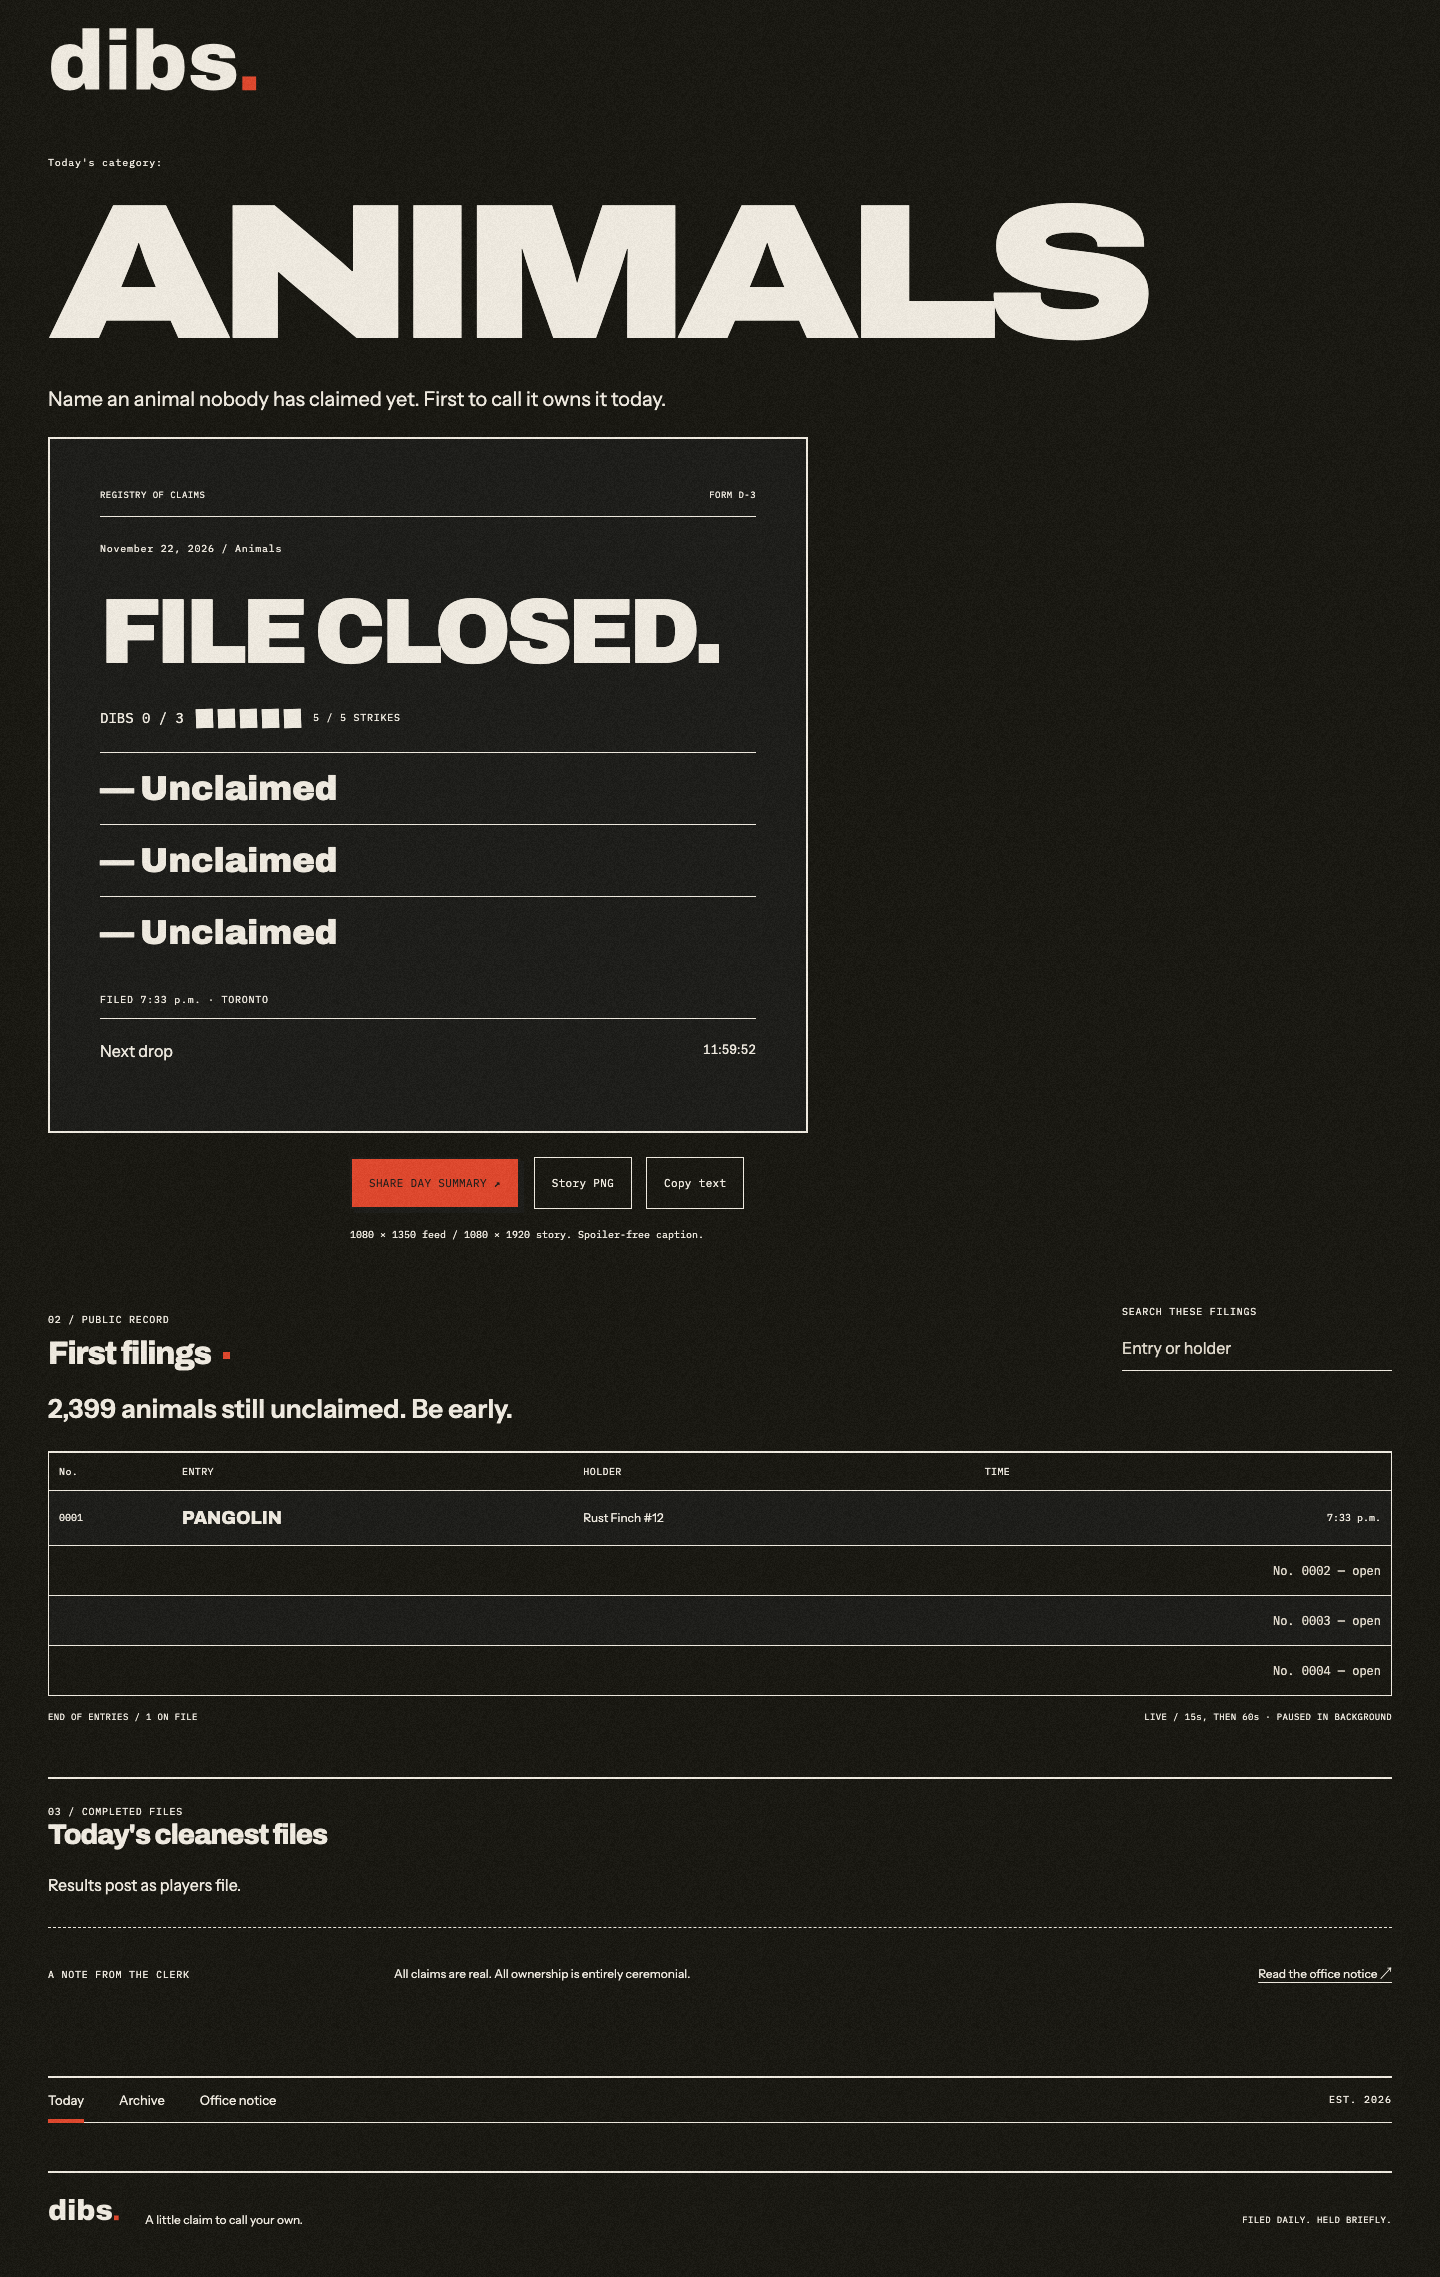 dibs.
Today's category:
ANIMALS
Name an animal nobody has claimed yet. First to call it owns it today.
REGISTRY OF CLAIMS FORM D-3
November 22, 2026 / Animals
FILE CLOSED.
DIBS 0 / 3 5 / 5 STRIKES
— Unclaimed
— Unclaimed
— Unclaimed
FILED 7:33 p.m. · TORONTO
Next drop 11:59:52
SHARE DAY SUMMARY ↗ Story PNG Copy text
1080 × 1350 feed / 1080 × 1920 story. Spoiler-free caption.
02 / PUBLIC RECORD
First filings
SEARCH THESE FILINGS
Entry or holder
2,399 animals still unclaimed. Be early.
No. ENTRY HOLDER TIME
0001 PANGOLIN Rust Finch #12 7:33 p.m.
No. 0002 — open
No. 0003 — open
No. 0004 — open
END OF ENTRIES / 1 ON FILE LIVE / 15s, THEN 60s · PAUSED IN BACKGROUND
03 / COMPLETED FILES
Today's cleanest files
Results post as players file.
A NOTE FROM THE CLERK All claims are real. All ownership is entirely ceremonial. Read the office notice ↗
Today Archive Office notice EST. 2026
dibs. A little claim to call your own. FILED DAILY. HELD BRIEFLY.